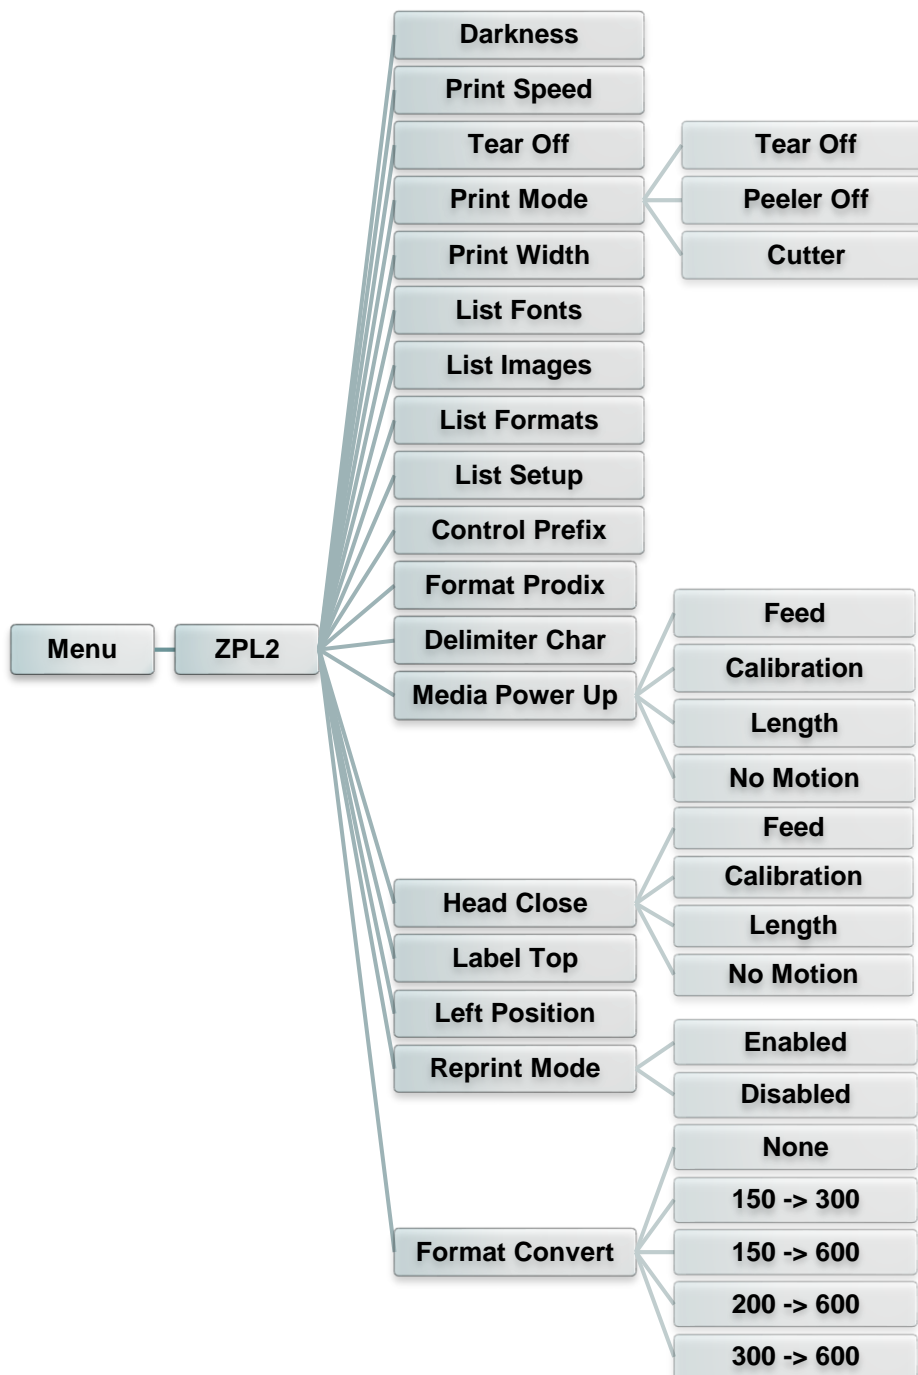 Menu
ZPL2
Darkness
Print Speed
Tear Off
Print Mode
Tear Off
Peeler Off
Cutter
Print Width
List Fonts
List Images
List Formats
List Setup
Control Prefix
Format Prodix
Delimiter Char
Media Power Up
Feed
Calibration
Length
No Motion
Head Close
Feed
Calibration
Length
No Motion
Label Top
Left Position
Reprint Mode
Enabled
Disabled
Format Convert
None
150 -> 300
150 -> 600
200 -> 600
300 -> 600